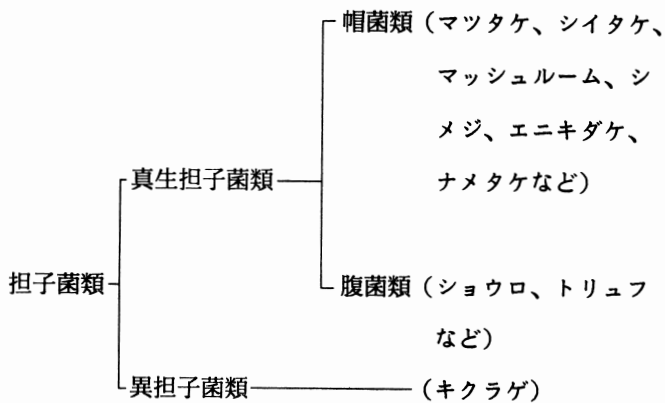 帽菌類（マツタケ、シイタケ、
マッシュルーム、シ
メジ、エニキダケ、
ナメタケなど）
真生担子菌類
担子菌類
腹菌類（ショウロ、トリュフ
など）
異担子菌類
（キクラゲ）